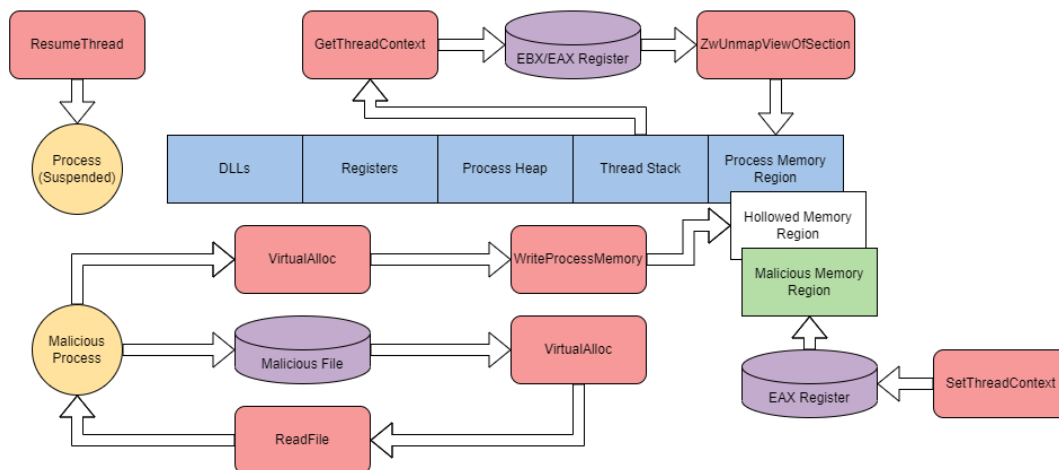 ResumeThread
GetThreadContext
EBX/EAX Register
ZwUnmapViewOfSection
Process
(Suspended)
DLLs
Registers
Process Heap
Thread Stack
Process Memory
Region
Hollowed Memory
Region
VirtualAlloc
WriteProcessMemory
Malicious Memory
Region
Malicious
Process
Malicious File
VirtualAlloc
EAX Register
SetThreadContext
ReadFile